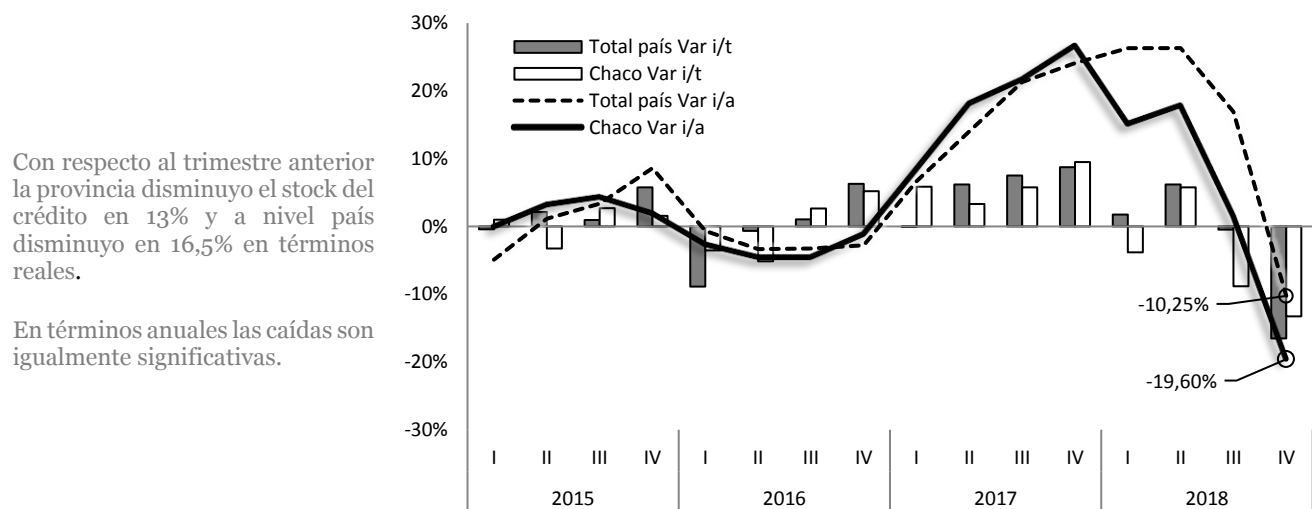 Con respecto al trimestre anterior
la provincia disminuyo el stock del
crédito en 13% y a nivel país
disminuyo en 16,5% en términos
reales.
En términos anuales las caídas son
igualmente significativas.
30%
20%
10%
0%
-10%
-20%
-30%
Total país Var i/t
Chaco Var i/t
Total país Var i/a
Chaco Var i/a
-10,25%
-19,60%
I II III IV I II III IV I II III IV I II III IV
2015 2016 2017 2018